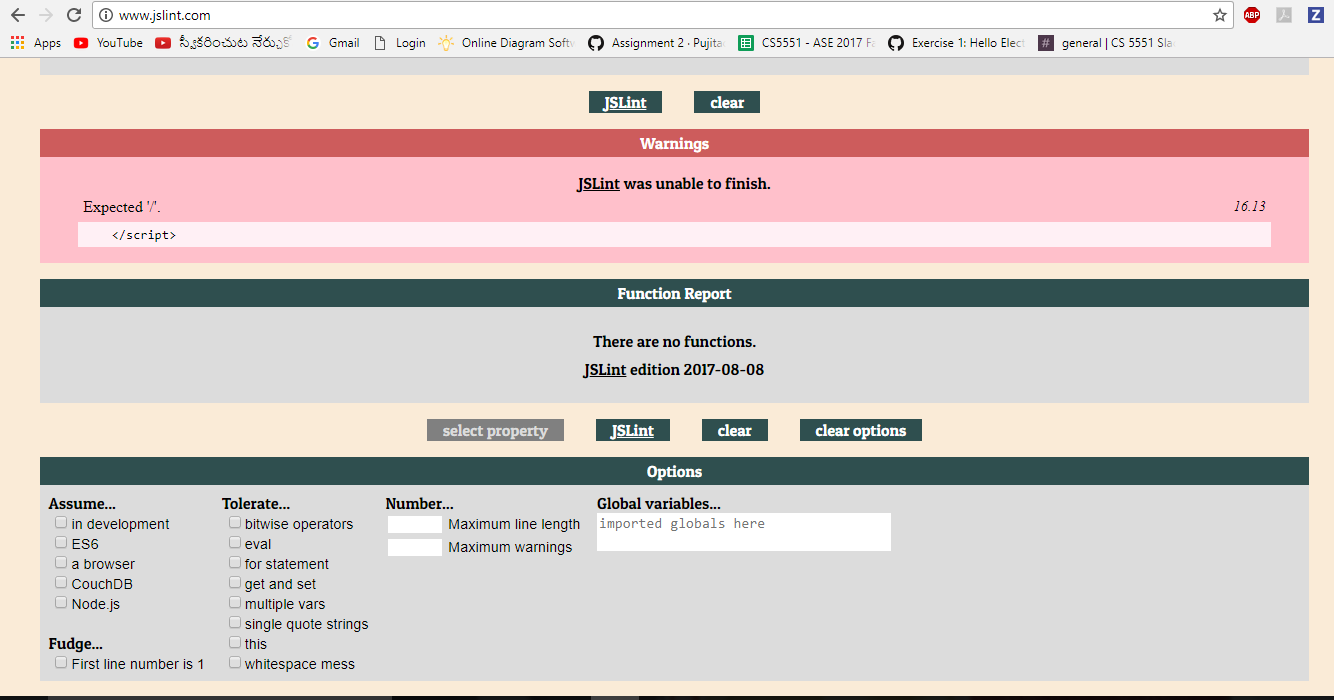 www.jslint.com
Apps YouTube స్వీకరించుట నేర్చుకో Gmail Login Online Diagram Softw Assignment 2 · Pujita CS5551 - ASE 2017 Fa Exercise 1: Hello Elect general | CS 5551 Sla
JSLint clear
Warnings
JSLint was unable to finish.
Expected '/'. 16.13
</script>
Function Report
There are no functions.
JSLint edition 2017-08-08
select property JSLint clear clear options
Options
Assume... Tolerate... Number... Global variables...
in development bitwise operators Maximum line length imported globals here
ES6 eval Maximum warnings
a browser for statement
CouchDB get and set
Node.js multiple vars
single quote strings
Fudge... this
First line number is 1 whitespace mess
ABP
Z